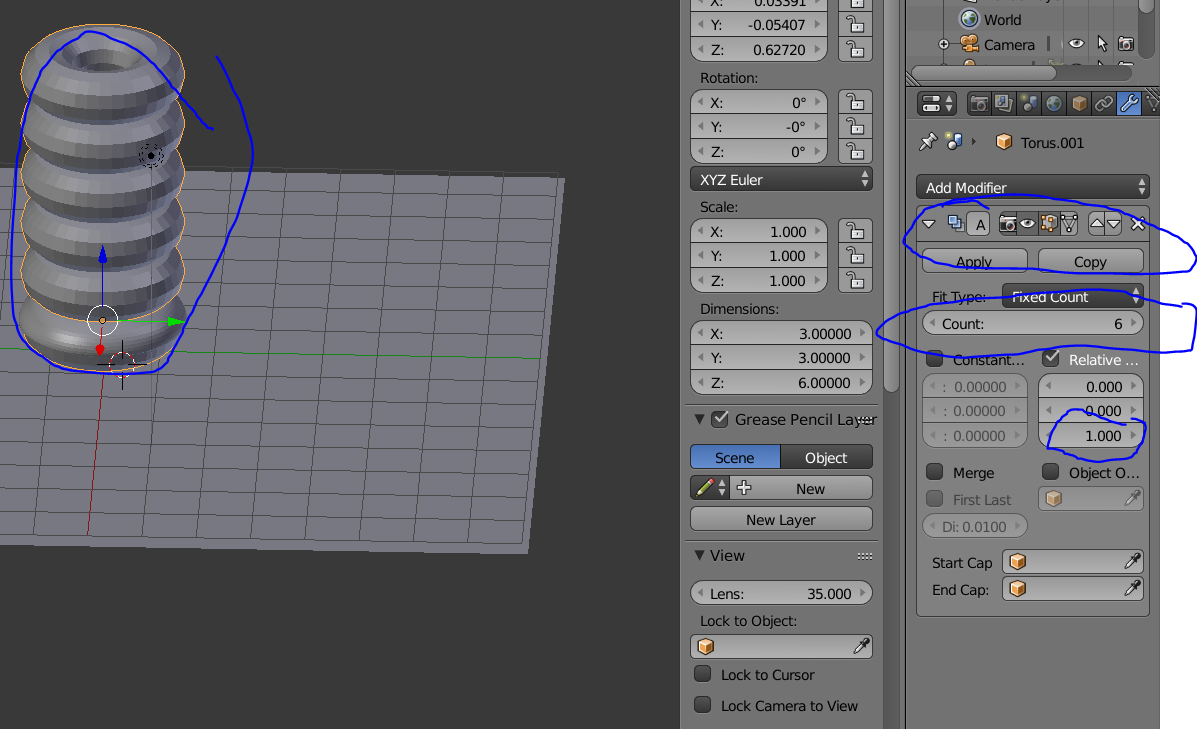 X: 0.03391
Y: -0.05407
Z: 0.62720
Rotation:
X: 0°
Y: -0°
Z: 0°
XYZ Euler
Scale:
X: 1.000
Y: 1.000
Z: 1.000
Dimensions:
X: 3.00000
Y: 3.00000
Z: 6.00000
Grease Pencil Layer
Scene Object
New
New Layer
View
Lens: 35.000
Lock to Object:
Lock to Cursor
Lock Camera to View
World
Camera
Torus.001
Add Modifier
A
Apply Copy
Fit Type: Fixed Count
Count: 6
Constant... Relative ...
: 0.00000 0.000
: 0.00000 0.000
: 0.00000 1.000
Merge Object O...
First Last
Di: 0.0100
Start Cap
End Cap: